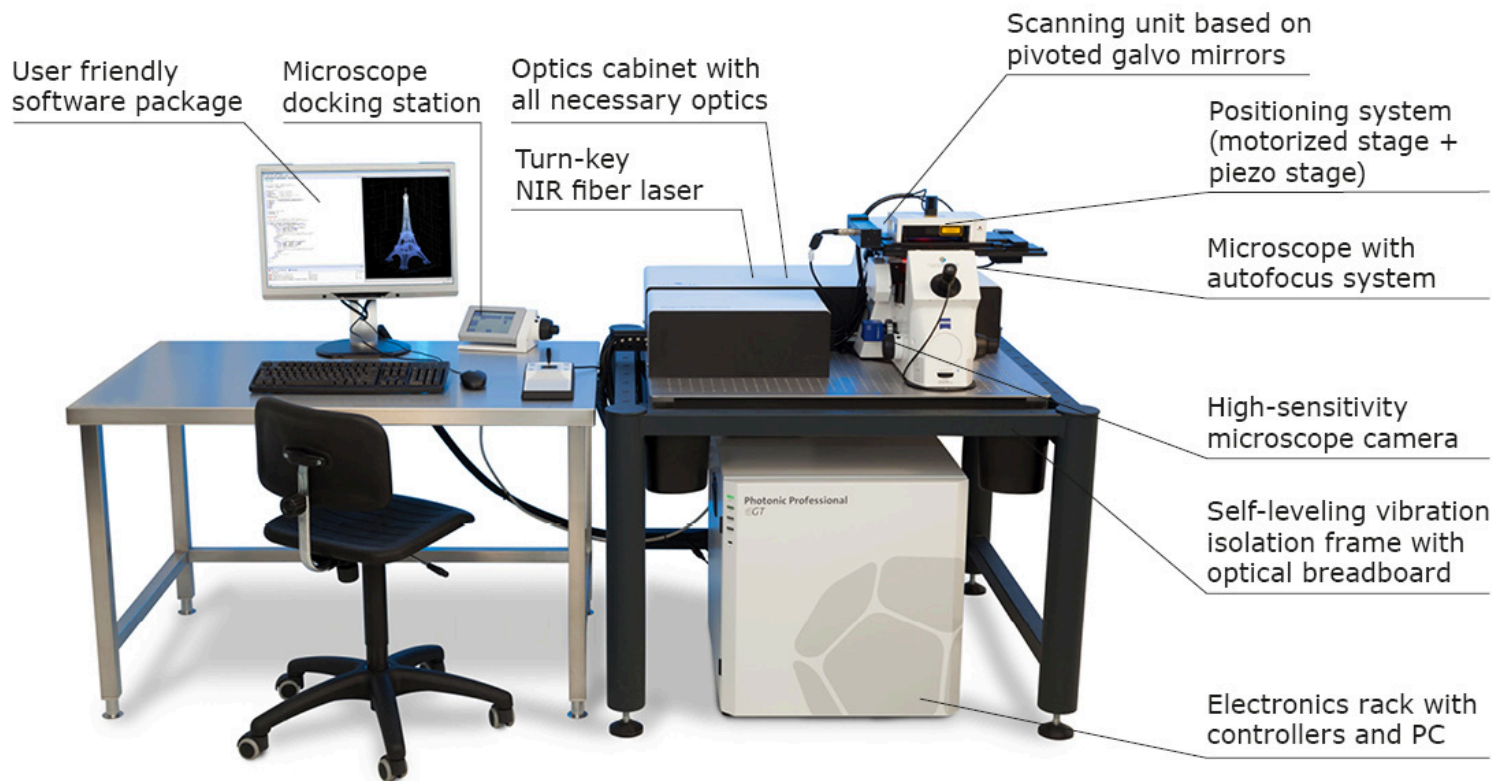 Scanning unit based on
pivoted galvo mirrors
User friendly
software package
Microscope
docking station
Optics cabinet with
all necessary optics
Turn-key
NIR fiber laser
Positioning system
(motorized stage +
piezo stage)
Microscope with
autofocus system
High-sensitivity
microscope camera
Self-leveling vibration
isolation frame with
optical breadboard
Photonic Professional
GT
Electronics rack with
controllers and PC